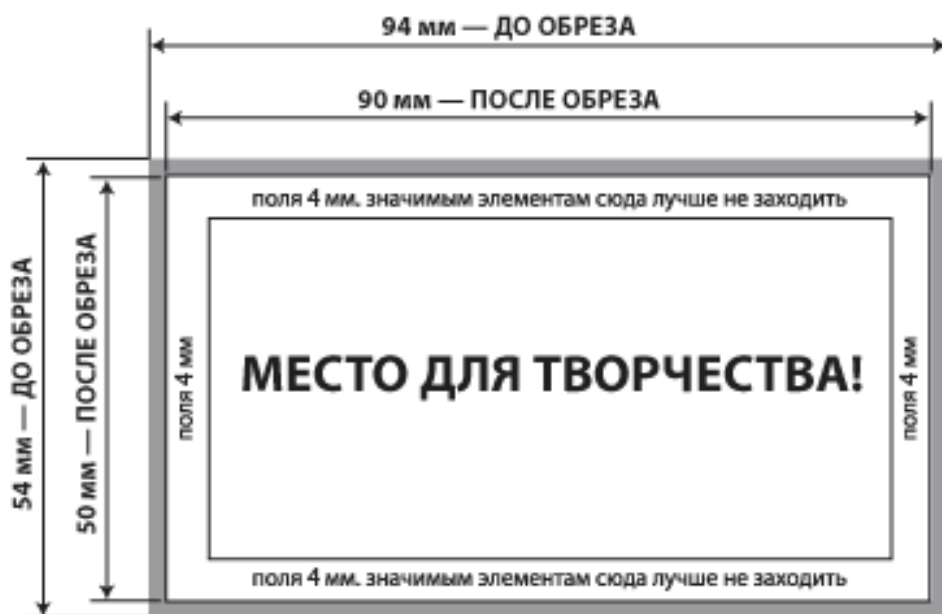 94 мм — ДО ОБРЕЗА
90 мм — ПОСЛЕ ОБРЕЗА
54 мм — ДО ОБРЕЗА
50 мм — ПОСЛЕ ОБРЕЗА
поля 4 мм. значимым элементам сюда лучше не заходить
поля 4 мм
МЕСТО ДЛЯ ТВОРЧЕСТВА!
поля 4 мм
поля 4 мм. значимым элементам сюда лучше не заходить